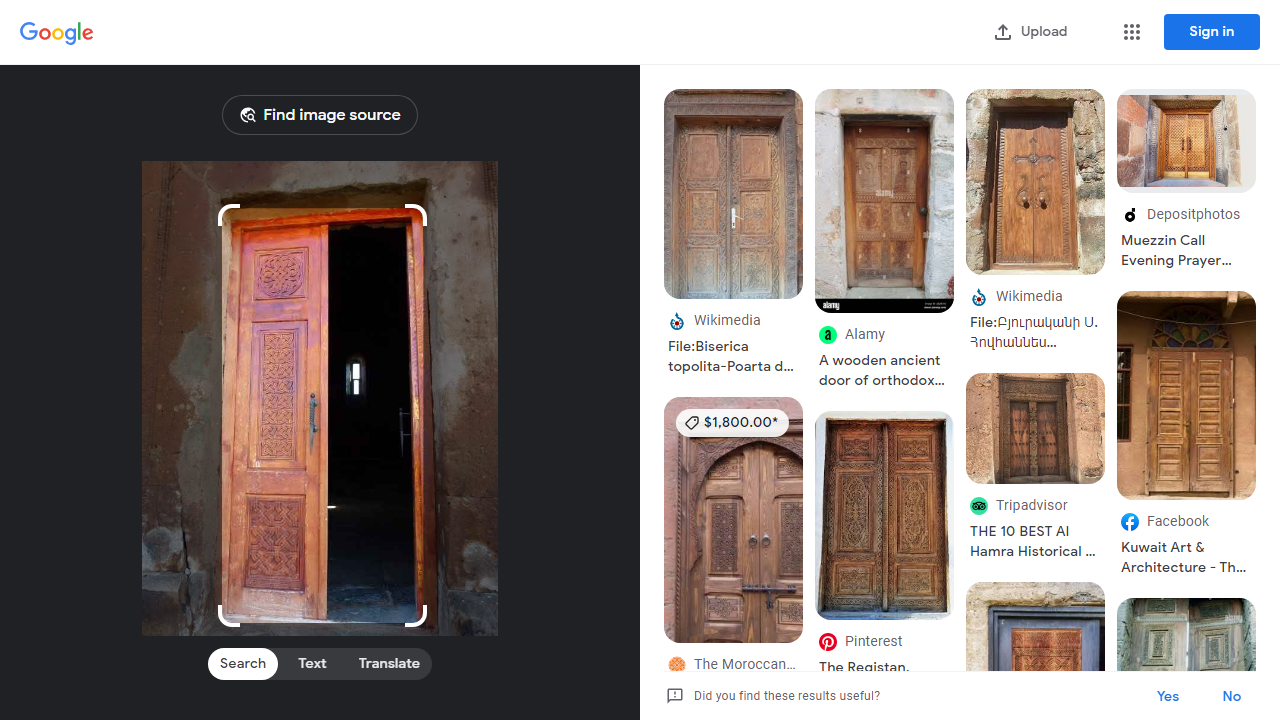 Google
Upload
Sign in
Find image source
Search
Text
Translate
Wikimedia
File:Biserica
topolita-Poarta d...
$1,800.00*
The Moroccan...
alamy
alamy
a
Alamy
A wooden ancient
door of orthodox...
Pinterest
The Registan.
Wikimedia
File:Բյուրականի Ս.
Հովհաննես...
Tripadvisor
THE 10 BEST Al
Hamra Historical ...
Depositphotos
Muezzin Call
Evening Prayer...
Facebook
Kuwait Art &
Architecture - Th...
Did you find these results useful?
Yes
No